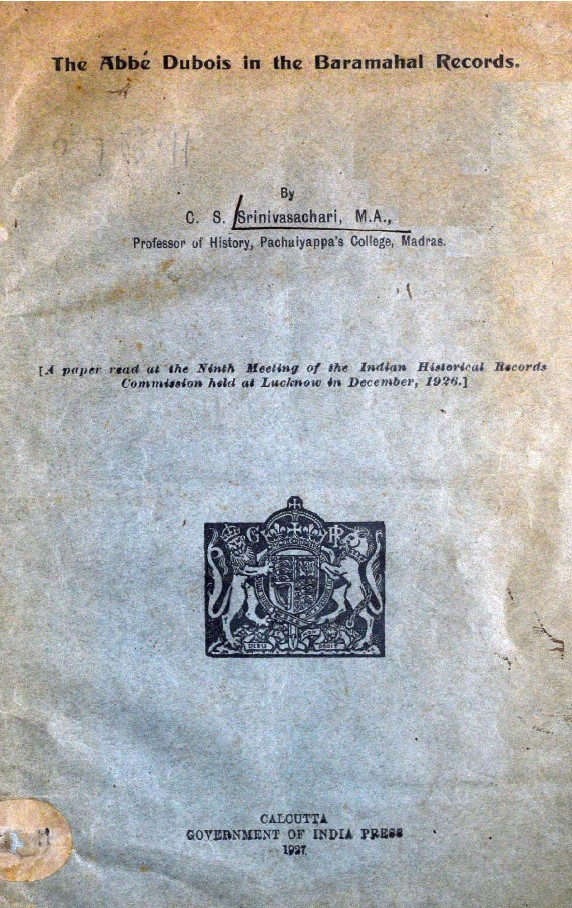 The Abbé Dubois in the Baramahal Records.
By
C. S. Srinivasachari, M.A.,
Professor of History, Pachaiyappa's College, Madras.
[A paper read at the Ninth Meeting of the Indian Historical Records
Commission held at Lucknow in December, 1926.]
G R
DIEU DROIT
CALCUTTA
GOVERNMENT OF INDIA PRESS
1927